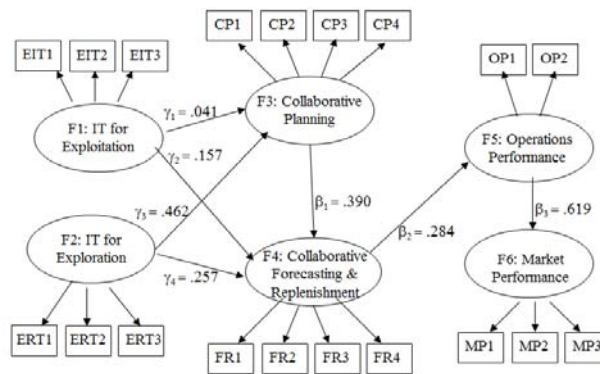 CP1
CP2
CP3
CP4
EIT1
EIT2
EIT3
OP1
OP2
F1: IT for
Exploitation
γ₁ = .041
F3: Collaborative
Planning
γ₂ = .157
F5: Operations
Performance
γ₃ = .462
β₁ = .390
β₂ = .284
β₃ = .619
F2: IT for
Exploration
γ₄ = .257
F4: Collaborative
Forecasting &
Replenishment
F6: Market
Performance
ERT1
ERT2
ERT3
FR1
FR2
FR3
FR4
MP1
MP2
MP3